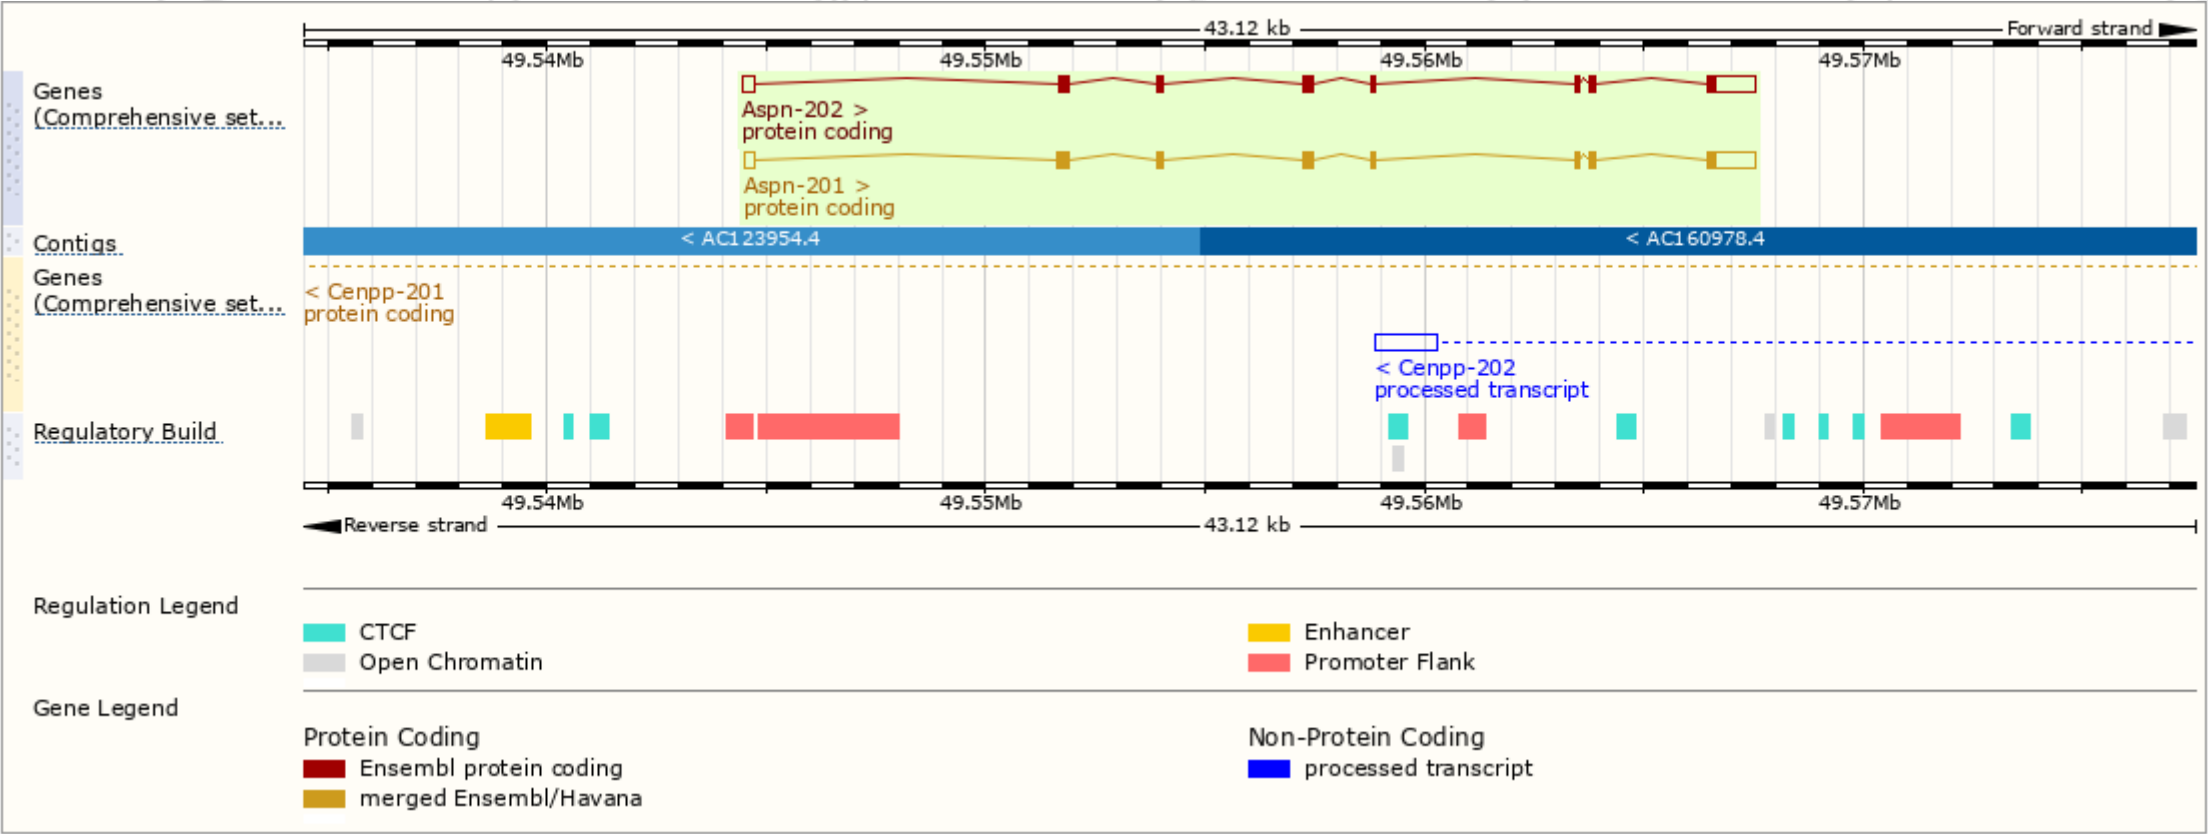 43.12 kb
Forward strand
49.54Mb 49.55Mb 49.56Mb 49.57Mb
Genes
(Comprehensive set...
Aspn-202 >
protein coding
Aspn-201 >
protein coding
Contigs
< AC123954.4 < AC160978.4
Genes
(Comprehensive set...
< Cenpp-201
protein coding
< Cenpp-202
processed transcript
Regulatory Build
49.54Mb 49.55Mb 49.56Mb 49.57Mb
Reverse strand 43.12 kb
Regulation Legend
CTCF Enhancer
Open Chromatin Promoter Flank
Gene Legend
Protein Coding Non-Protein Coding
Ensembl protein coding processed transcript
merged Ensembl/Havana